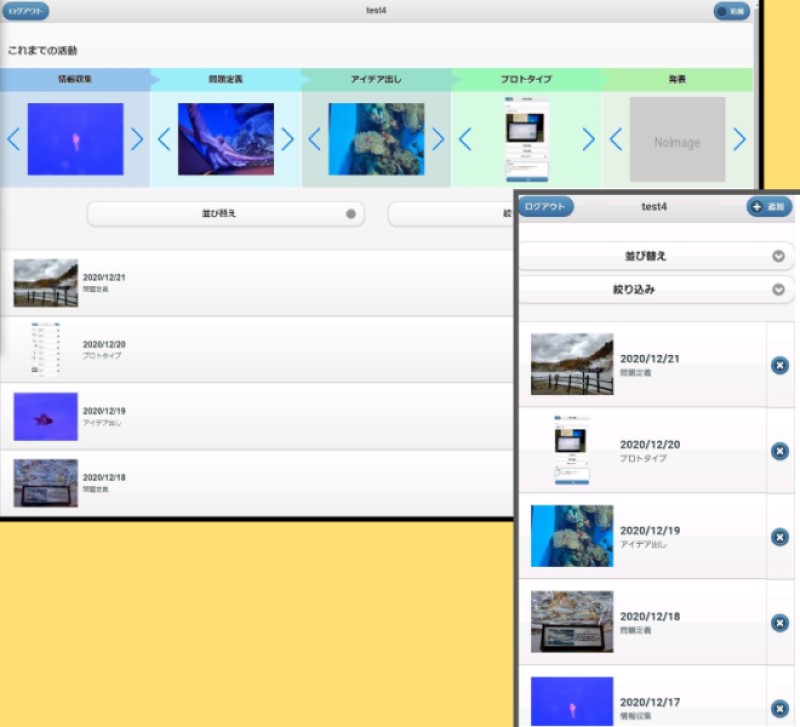 ログアウト
test4
追加
これまでの活動
情報収集
問題定義
アイデア出し
プロトタイプ
発表
NoImage
並び替え
絞
2020/12/21
問題定義
2020/12/20
プロトタイプ
2020/12/19
アイデア出し
2020/12/18
問題定義
ログアウト
test4
追加
並び替え
絞り込み
2020/12/21
問題定義
2020/12/20
プロトタイプ
2020/12/19
アイデア出し
2020/12/18
問題定義
2020/12/17
情報収集